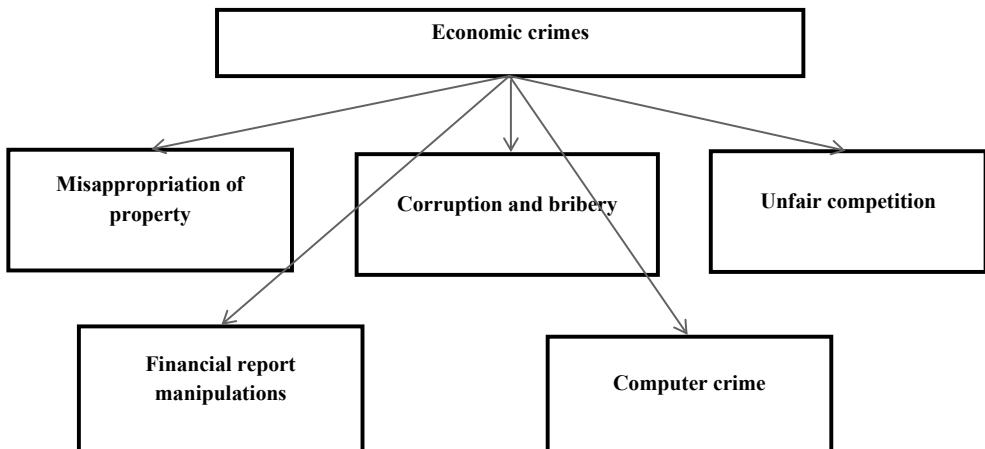 Economic crimes
Misappropriation of
property
Corruption and bribery
Unfair competition
Financial report
manipulations
Computer crime